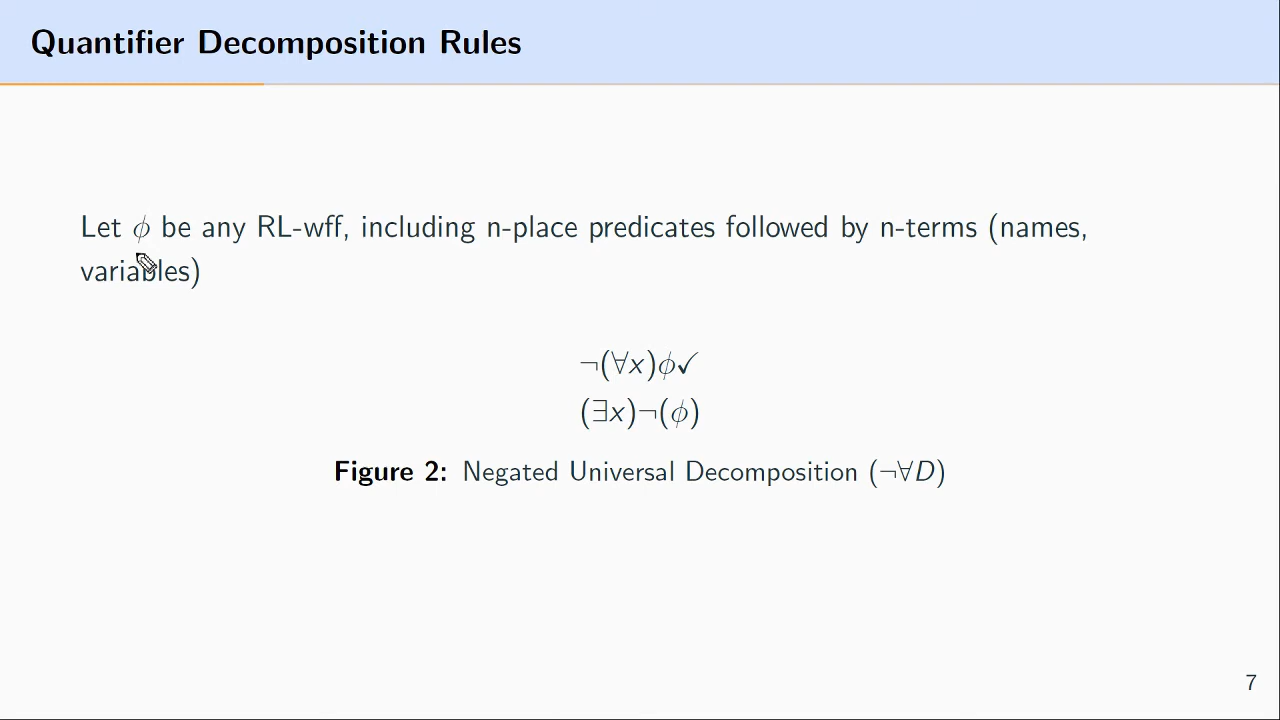 Quantifier Decomposition Rules
Let ϕ be any RL-wff, including n-place predicates followed by n-terms (names,
variables)
¬(∀x)ϕ✓
(∃x)¬(ϕ)
Figure 2: Negated Universal Decomposition (¬∀D)
7